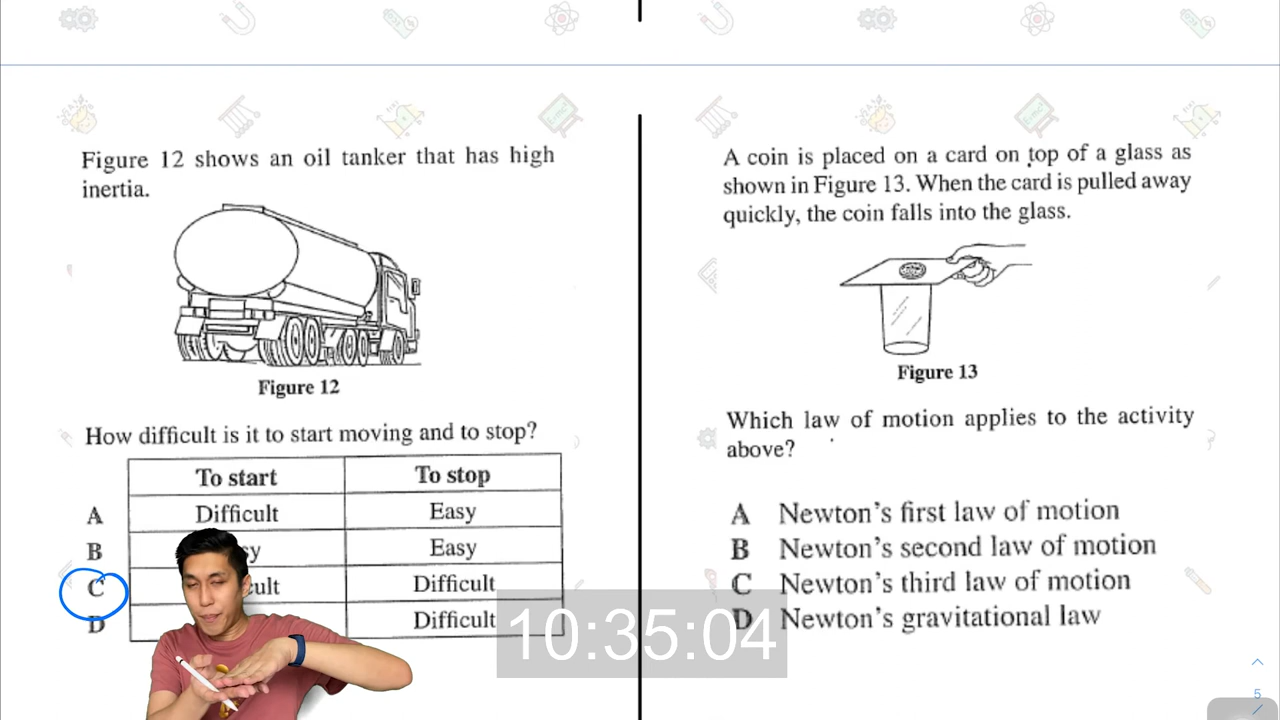 Figure 12 shows an oil tanker that has high
inertia.
Figure 12
How difficult is it to start moving and to stop?
To start To stop
A Difficult Easy
B Easy
C Difficult
D Difficult
A coin is placed on a card on top of a glass as
shown in Figure 13. When the card is pulled away
quickly, the coin falls into the glass.
Figure 13
Which law of motion applies to the activity
above?
A Newton's first law of motion
B Newton's second law of motion
C Newton's third law of motion
D Newton's gravitational law
10:35:04
5